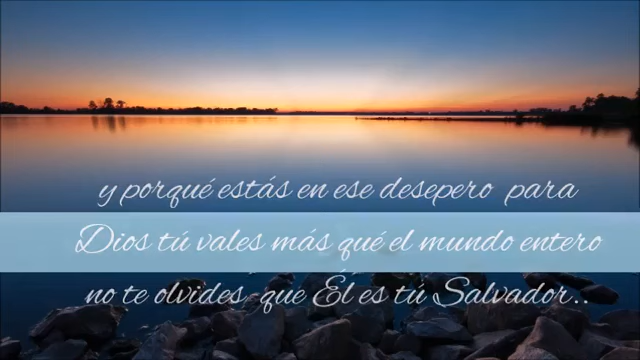 y porqué estás en ese desepero para
Dios tú vales más qué el mundo entero
no te olvides que Él es tú Salvador..